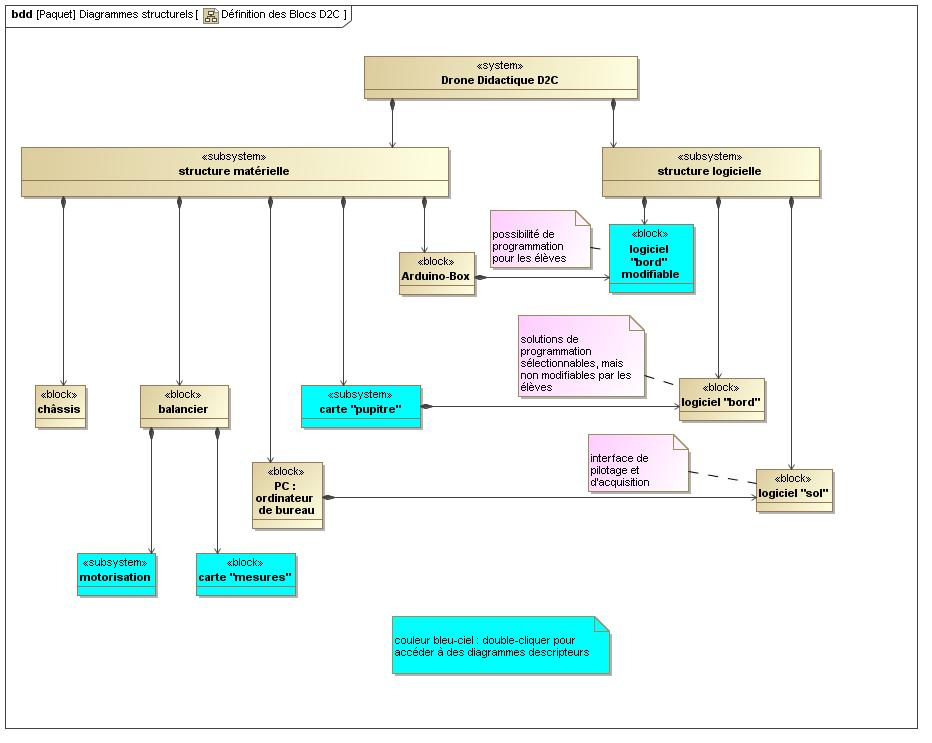 bdd [Paquet] Diagrammes structurels [ Définition des Blocs D2C ]
«system»
Drone Didactique D2C
«subsystem»
structure matérielle
«subsystem»
structure logicielle
possibilité de
programmation
pour les élèves
«block»
logiciel
"bord"
modifiable
«block»
Arduino-Box
solutions de
programmation
sélectionnables, mais
non modifiables par les
élèves
«block»
logiciel "bord"
«block»
châssis
«block»
balancier
«subsystem»
carte "pupitre"
interface de
pilotage et
d'acquisition
«block»
PC :
ordinateur
de bureau
«block»
logiciel "sol"
«subsystem»
motorisation
«block»
carte "mesures"
couleur bleu-ciel : double-cliquer pour
accéder à des diagrammes descripteurs